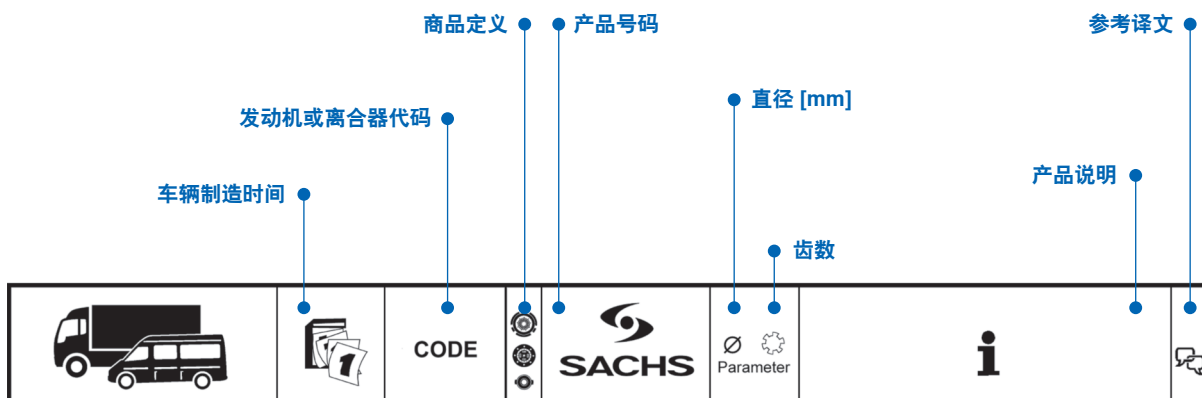 商品定义
产品号码
参考译文
直径 [mm]
发动机或离合器代码
产品说明
车辆制造时间
齿数
1
CODE
SACHS
Ø
Parameter
i